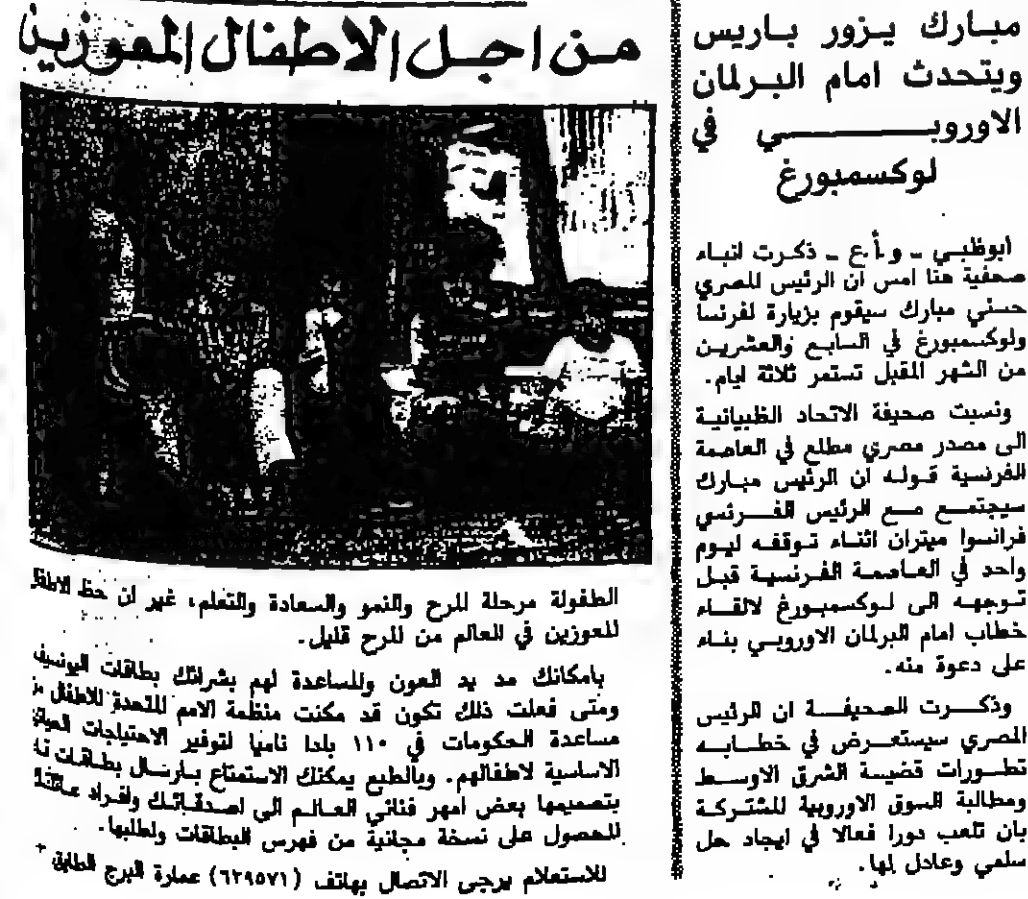 مبارك يزور باريس
ويتحدث امام البرلمان
الاوروبي في
لوكسمبورغ
ابوظبي ـ و.أ.ع ـ ذكرت انباء
صحفية هنا امس ان الرئيس المصري
حسني مبارك سيقوم بزيارة لفرنسا
ولوكسمبورغ في السابع والعشرين
من الشهر المقبل تستمر ثلاثة ايام.
ونسبت صحيفة الاتحاد الظبيانية
الى مصدر مصري مطلع في العاصمة
الفرنسية قوله ان الرئيس مبارك
سيجتمع مع الرئيس الفرنسي
فرانسوا ميتران اثناء توقفه ليوم
واحد في العاصمة الفرنسية قبل
توجهه الى لوكسمبورغ لالقاء
خطاب امام البرلمان الاوروبي بناء
على دعوة منه.
وذكرت الصحيفة ان الرئيس
المصري سيستعرض في خطابه
تطورات قضية الشرق الاوسط
ومطالبة السوق الاوروبية المشتركة
بان تلعب دورا فعالا في ايجاد حل
سلمي وعادل لها.
من اجل الاطفال المعوزين
الطفولة مرحلة المرح والنمو والسعادة والتعلم، غير ان حظ الاطفال
المعوزين في العالم من المرح قليل.
بامكانك مد يد العون والمساعدة لهم بشرائك بطاقات اليونسيف
ومتى فعلت ذلك تكون قد مكنت منظمة الامم المتحدة للاطفال من
مساعدة الحكومات في ١١٠ بلدا ناميا لتوفير الاحتياجات
الاساسية لاطفالهم. وبالطبع يمكنك الاستمتاع بارسال بطاقات
بتصميمها بعض امهر فناني العالم الى اصدقائك وافراد عائلتك
للحصول على نسخة مجانية من فهرس البطاقات ولطلبها.
للاستعلام يرجى الاتصال بهاتف (٦٢٩٥٧١) عمارة البرج الطابق